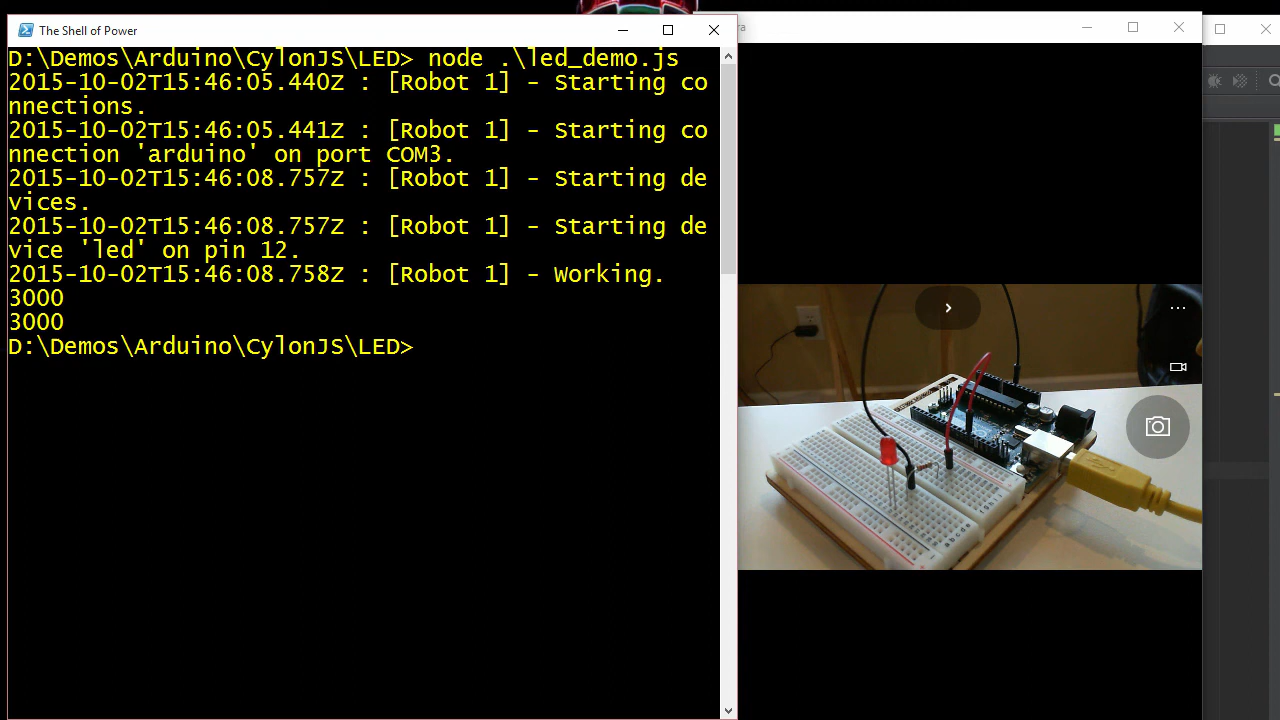 The Shell of Power
D:\Demos\Arduino\CylonJS\LED> node .\led_demo.js
2015-10-02T15:46:05.440Z : [Robot 1] - Starting co
nnections.
2015-10-02T15:46:05.441Z : [Robot 1] - Starting co
nnection 'arduino' on port COM3.
2015-10-02T15:46:08.757Z : [Robot 1] - Starting de
vices.
2015-10-02T15:46:08.757Z : [Robot 1] - Starting de
vice 'led' on pin 12.
2015-10-02T15:46:08.758Z : [Robot 1] - Working.
3000
3000
D:\Demos\Arduino\CylonJS\LED>